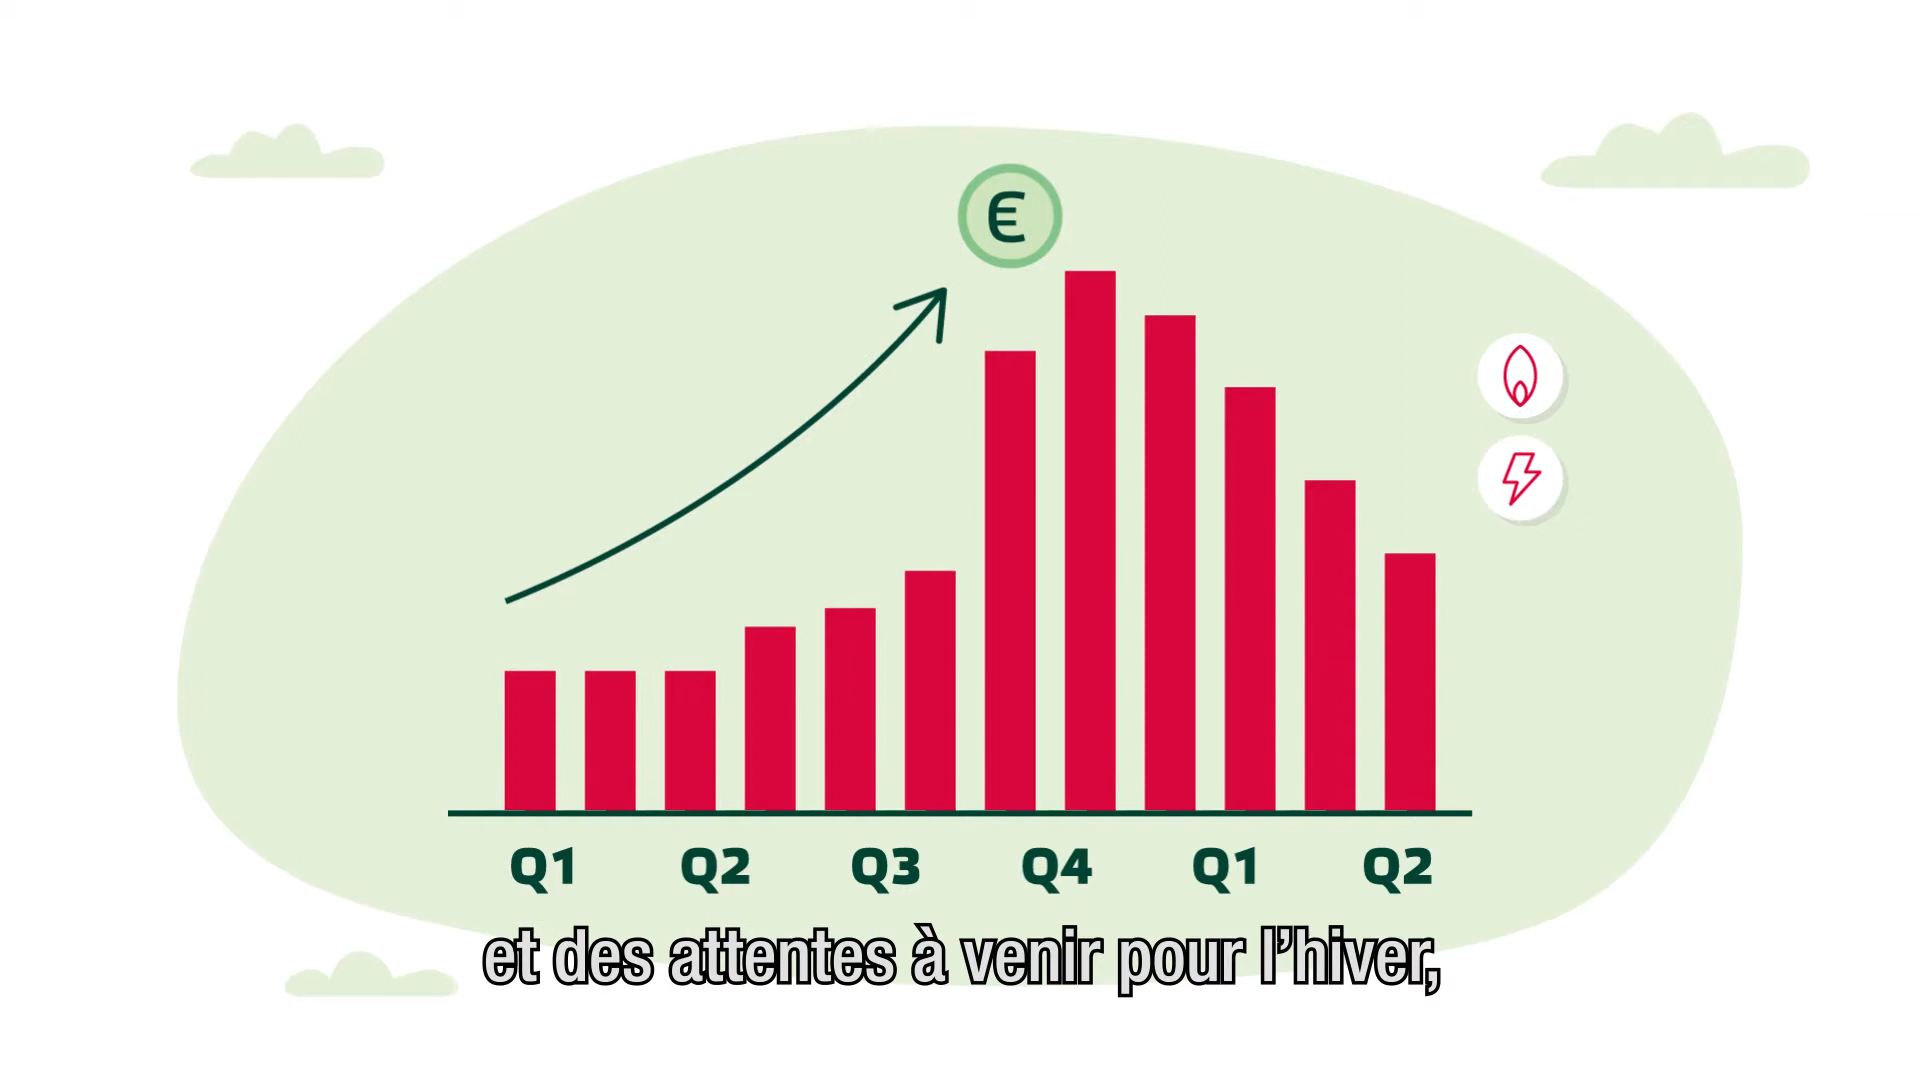 €
Q1 Q2 Q3 Q4 Q1 Q2
et des attentes à venir pour l’hiver,